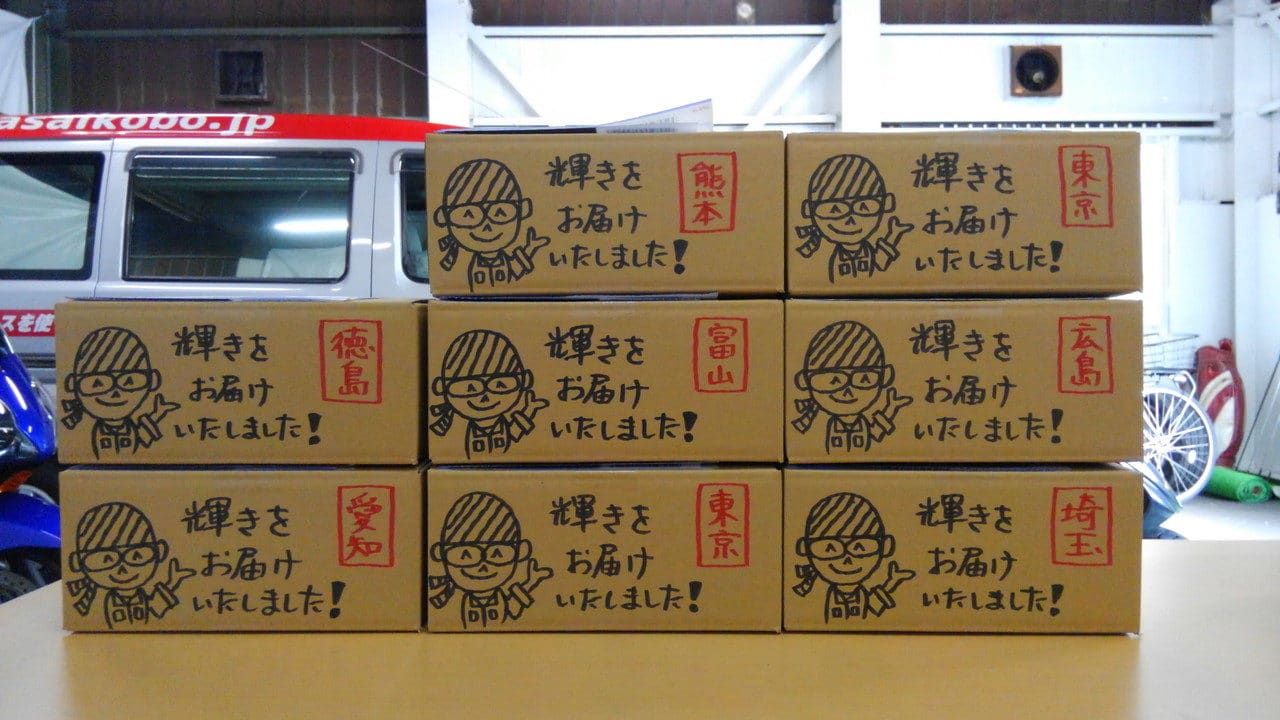 asaikobo.jp
スを使
輝きを
お届け
いたしました!
熊本
輝きを
お届け
いたしました!
東京
輝きを
お届け
いたしました!
徳島
輝きを
お届け
いたしました!
富山
輝きを
お届け
いたしました!
広島
輝きを
お届け
いたしました!
愛知
輝きを
お届け
いたしました!
東京
輝きを
お届け
いたしました!
埼玉